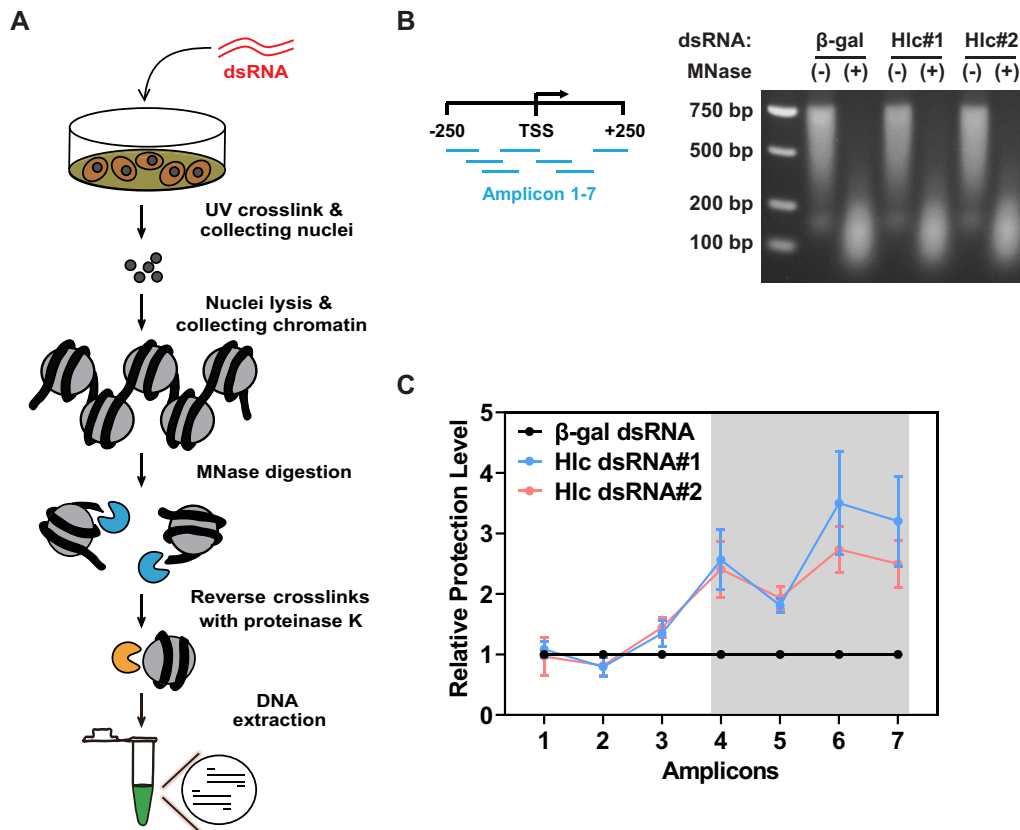 A
dsRNA
UV crosslink &
collecting nuclei
Nuclei lysis &
collecting chromatin
MNase digestion
Reverse crosslinks
with proteinase K
DNA
extraction
B
-250 TSS +250
Amplicon 1-7
dsRNA: β-gal Hlc#1 Hlc#2
MNase (-) (+) (-) (+) (-) (+)
750 bp
500 bp
200 bp
100 bp
C
Relative Protection Level
5
4
3
2
1
0
β-gal dsRNA
Hlc dsRNA#1
Hlc dsRNA#2
1 2 3 4 5 6 7
Amplicons